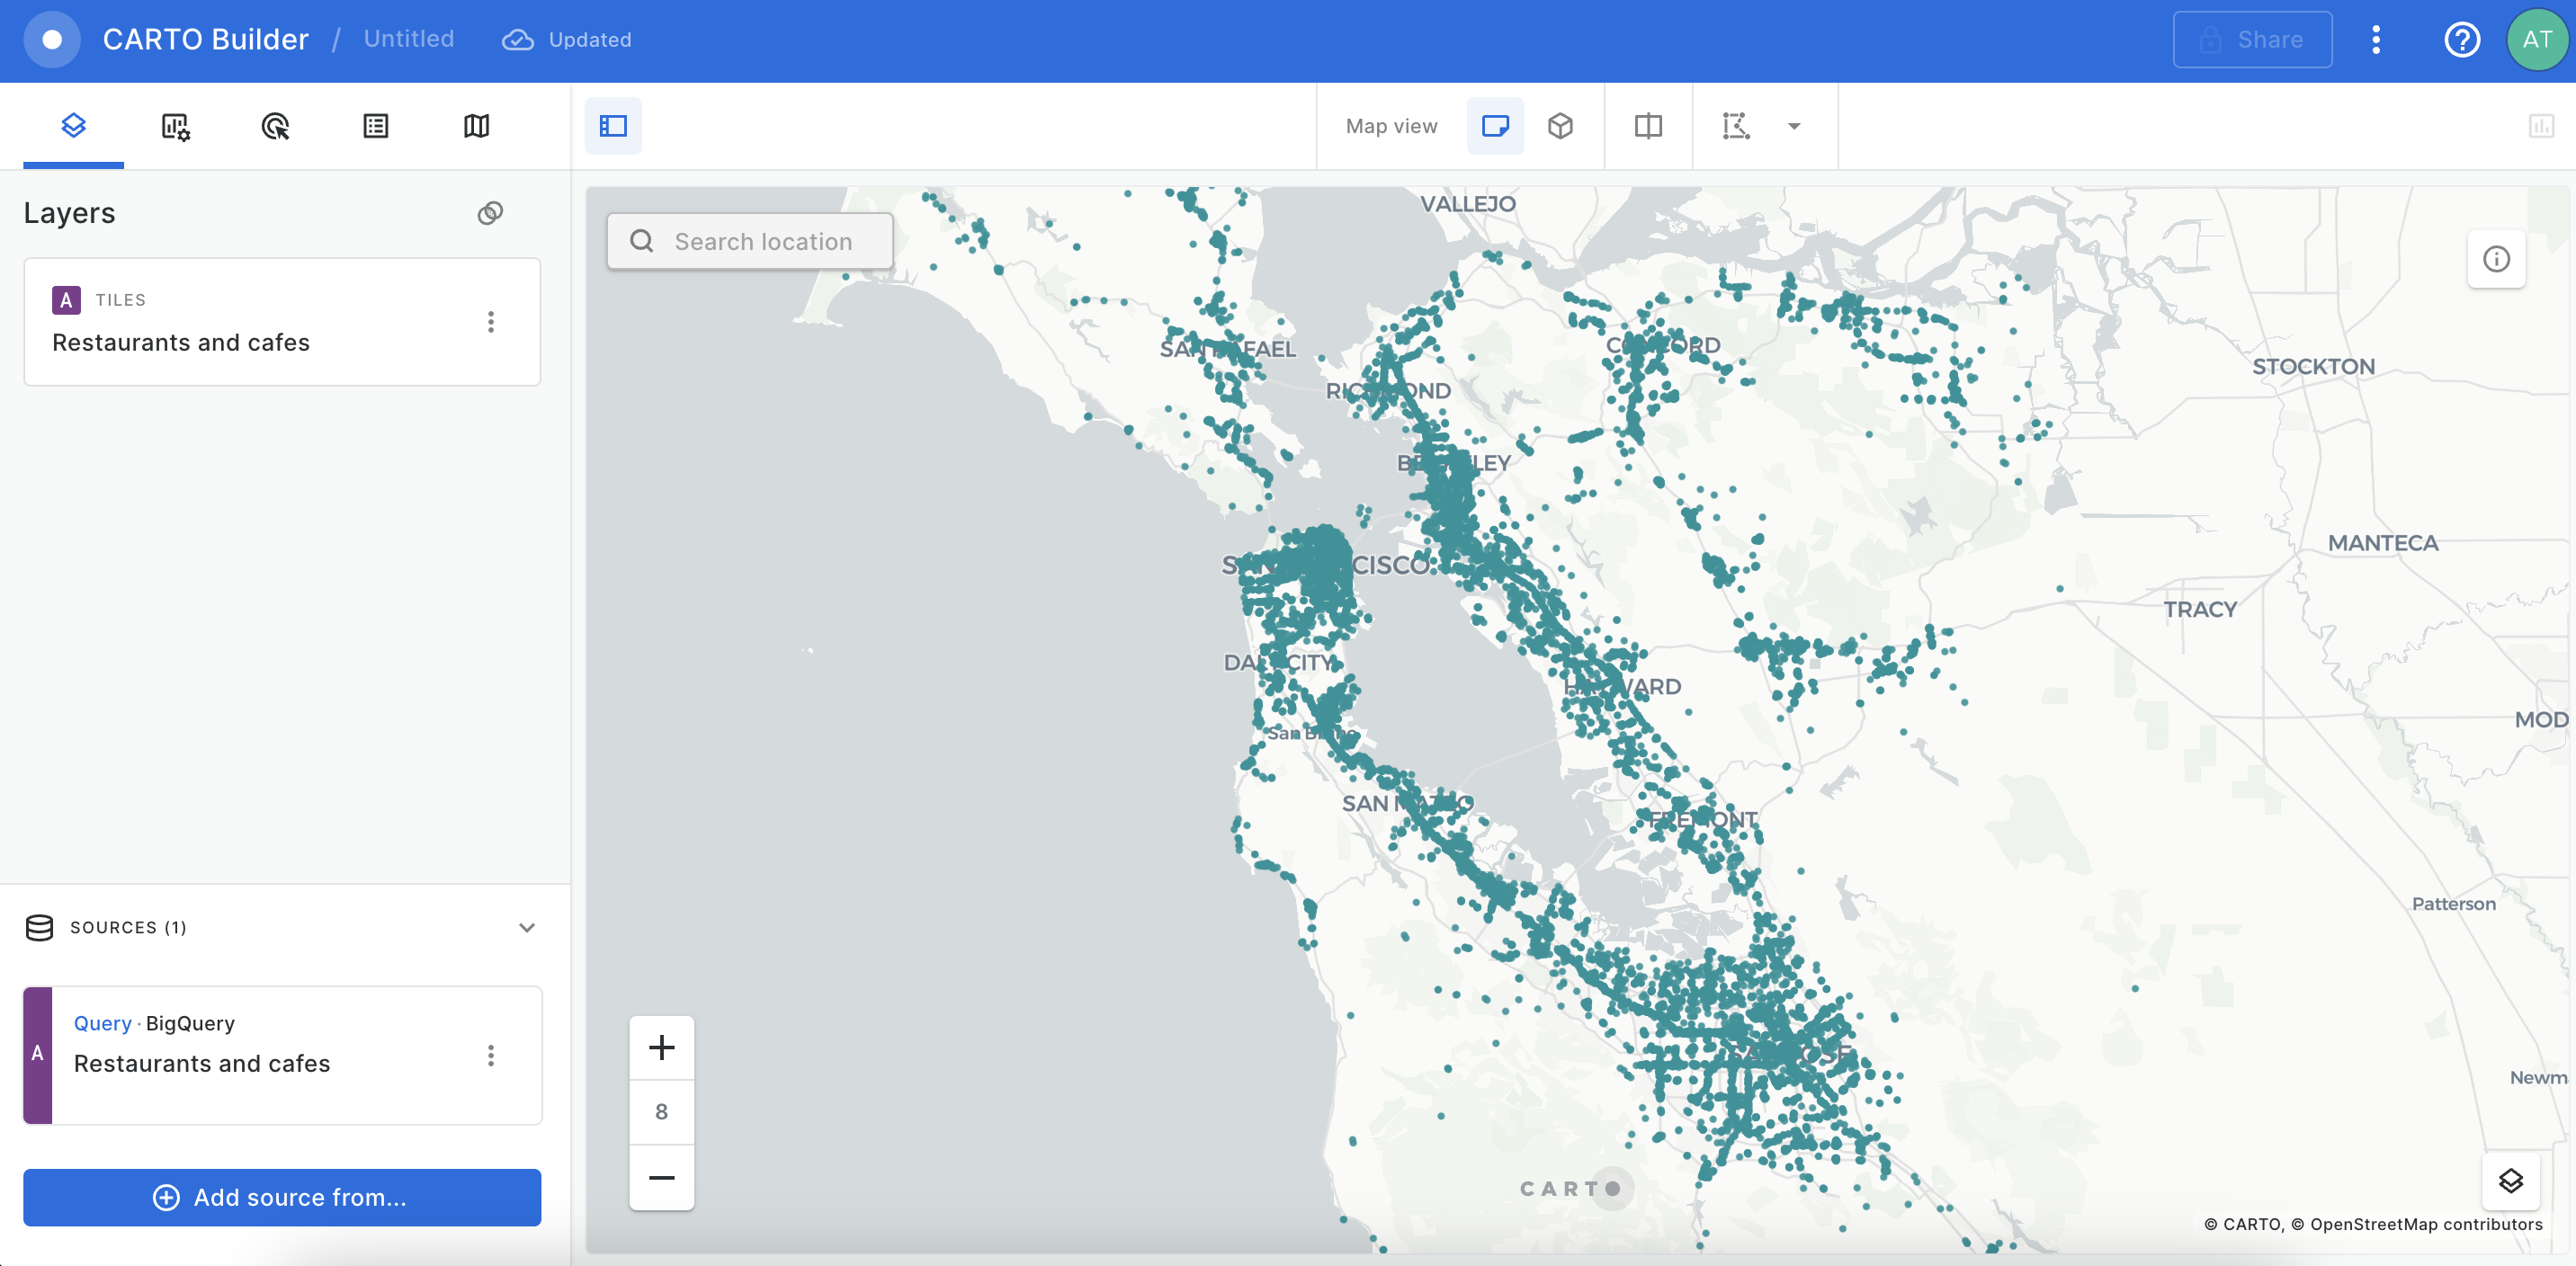 CARTO Builder / Untitled Updated
Share
AT
Map view
Layers
A TILES
Restaurants and cafes
SOURCES (1)
A
Query · BigQuery
Restaurants and cafes
Add source from...
Search location
8
VALLEJO
SAN RAFAEL
CONCORD
RICHMOND
STOCKTON
BERKELEY
SAN FRANCISCO
MANTECA
TRACY
DALY CITY
HAYWARD
MOD
San Bruno
SAN MATEO
FREMONT
Patterson
SAN JOSE
Newm
CARTO
© CARTO, © OpenStreetMap contributors